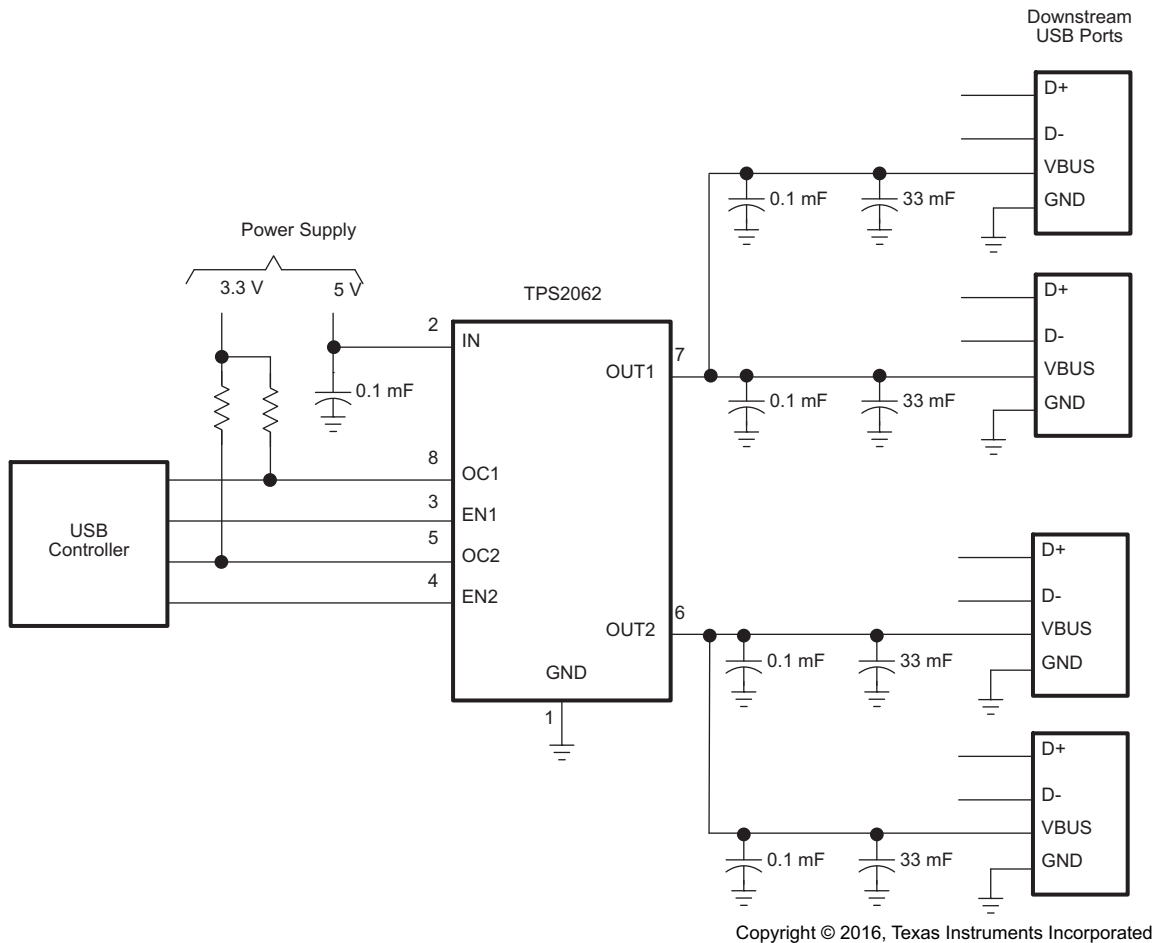 Downstream
USB Ports
D+
D-
VBUS
GND
0.1 mF
33 mF
Power Supply
3.3 V
5 V
TPS2062
D+
D-
VBUS
GND
2
IN
7
OUT1
0.1 mF
0.1 mF
33 mF
8
OC1
3
EN1
5
OC2
4
EN2
USB
Controller
D+
D-
VBUS
GND
6
OUT2
0.1 mF
33 mF
GND
1
D+
D-
VBUS
GND
0.1 mF
33 mF
Copyright © 2016, Texas Instruments Incorporated